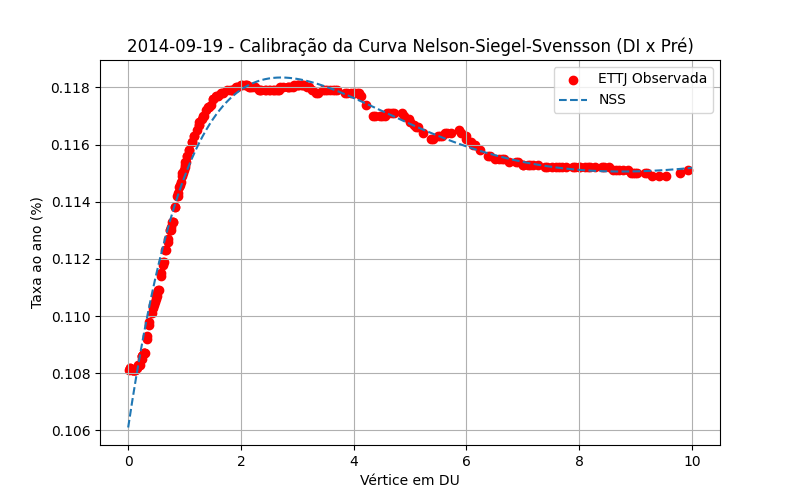 2014-09-19 - Calibração da Curva Nelson-Siegel-Svensson (DI x Pré)
ETTJ Observada
NSS
Taxa ao ano (%)
0.118
0.116
0.114
0.112
0.110
0.108
0.106
0 2 4 6 8 10
Vértice em DU